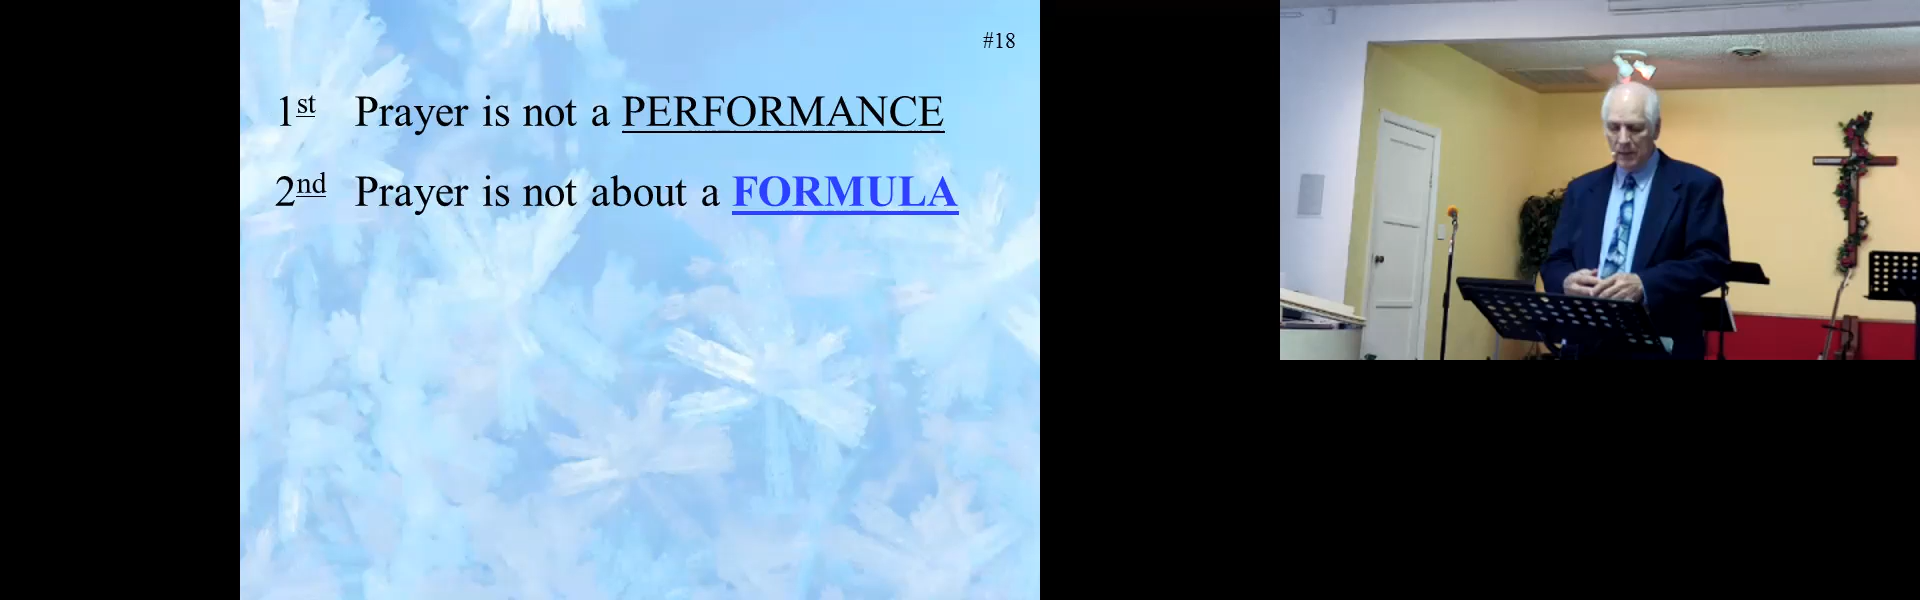 #18
1st Prayer is not a PERFORMANCE
2nd Prayer is not about a FORMULA